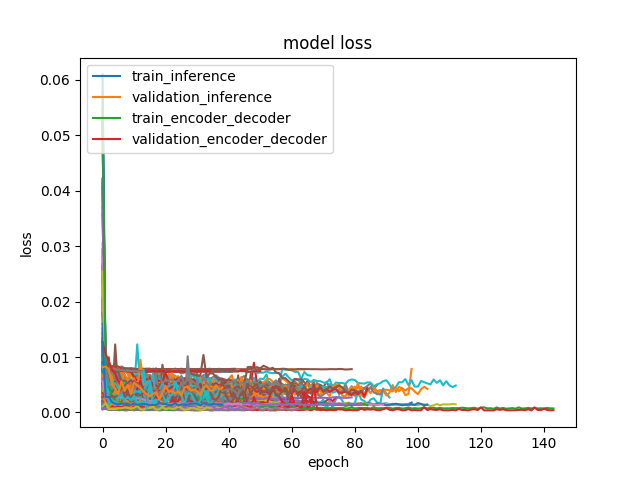 model loss
train_inference
validation_inference
train_encoder_decoder
validation_encoder_decoder
0.06
0.05
0.04
0.03
0.02
0.01
0.00
loss
0 20 40 60 80 100 120 140
epoch